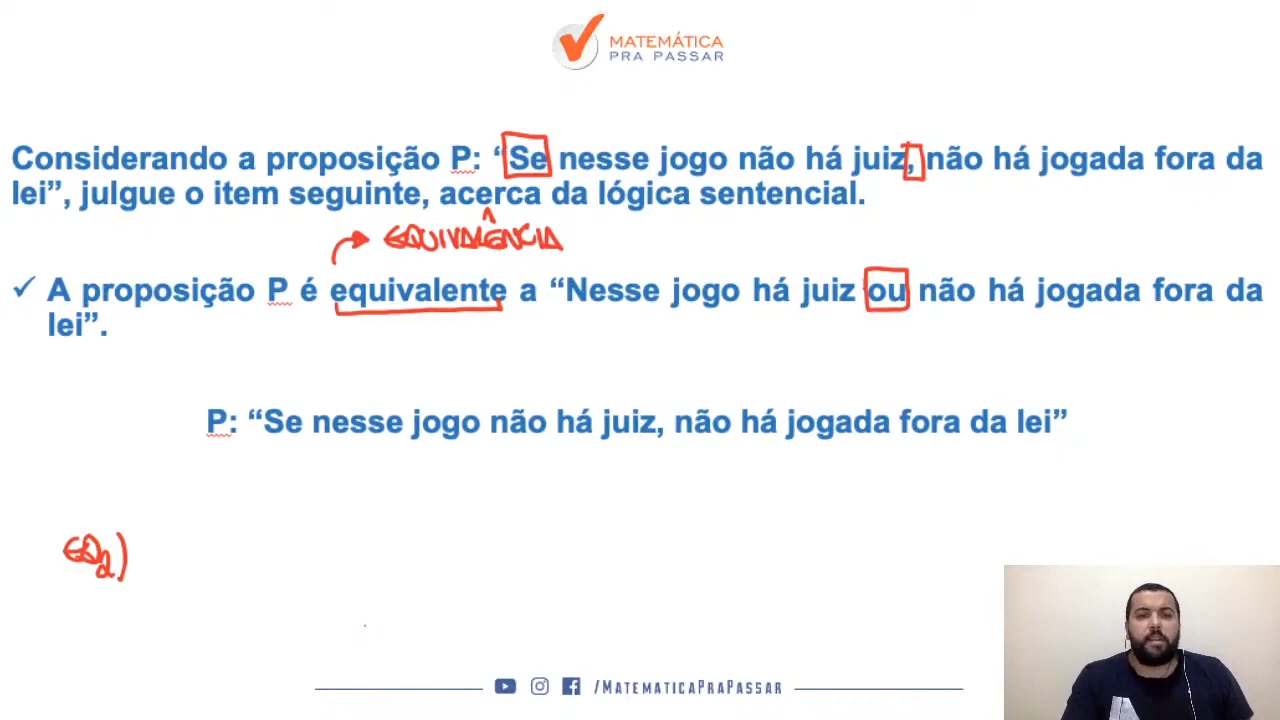 MATEMÁTICA
PRA PASSAR
Considerando a proposição P: “Se nesse jogo não há juiz, não há jogada fora da
lei”, julgue o item seguinte, acerca da lógica sentencial.
EQUIVALÊNCIA
✓ A proposição P é equivalente a “Nesse jogo há juiz ou não há jogada fora da
lei”.
P: “Se nesse jogo não há juiz, não há jogada fora da lei”
EQ2)
/MATEMATICAPRAPASSAR